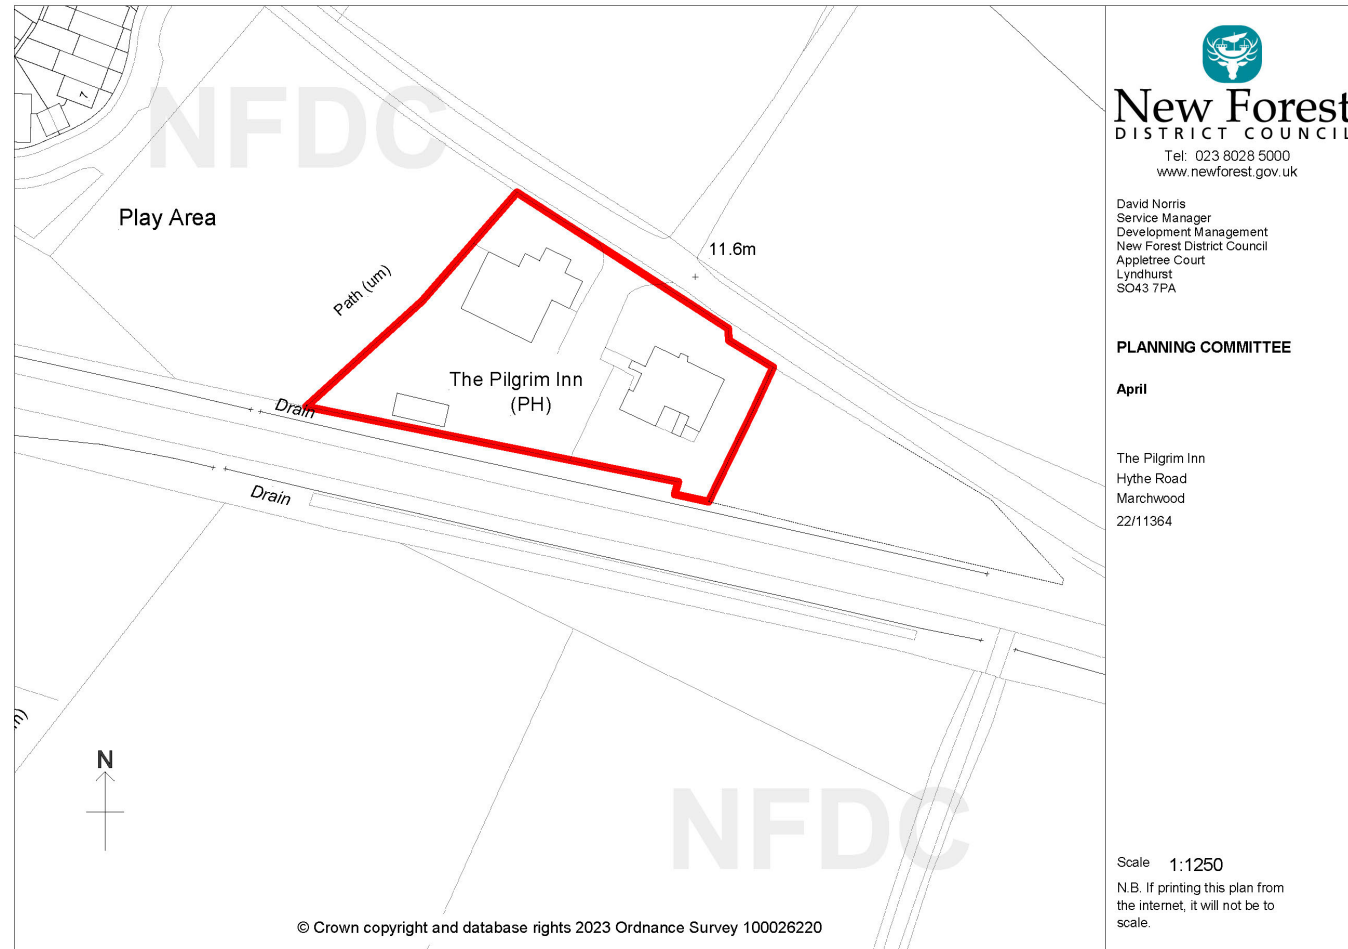 NFDC
7
Play Area
Path (um)
11.6m
The Pilgrim Inn
(PH)
Drain
Drain
N
NFDC
© Crown copyright and database rights 2023 Ordnance Survey 100026220
New Forest
DISTRICT COUNCIL
Tel: 023 8028 5000
www.newforest.gov.uk
David Norris
Service Manager
Development Management
New Forest District Council
Appletree Court
Lyndhurst
SO43 7PA
PLANNING COMMITTEE
April
The Pilgrim Inn
Hythe Road
Marchwood
22/11364
Scale 1:1250
N.B. If printing this plan from
the internet, it will not be to
scale.